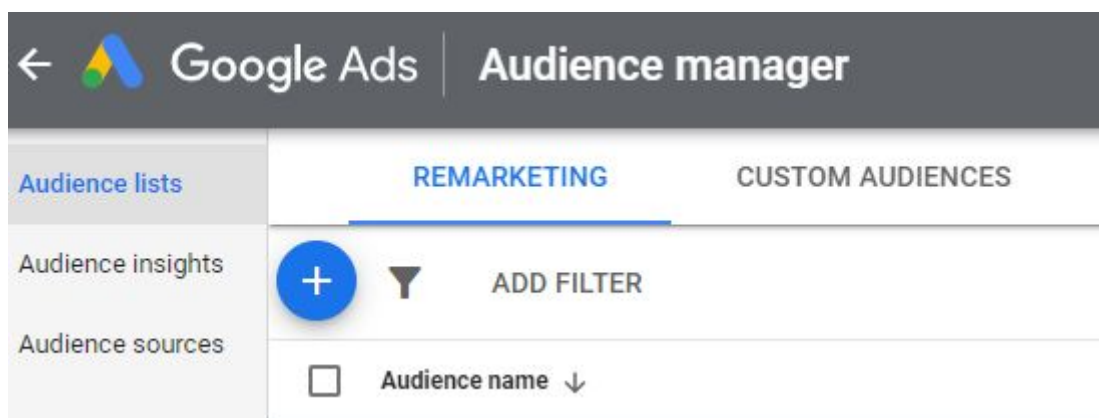 Google Ads Audience manager
Audience lists
Audience insights
Audience sources
REMARKETING CUSTOM AUDIENCES
ADD FILTER
Audience name